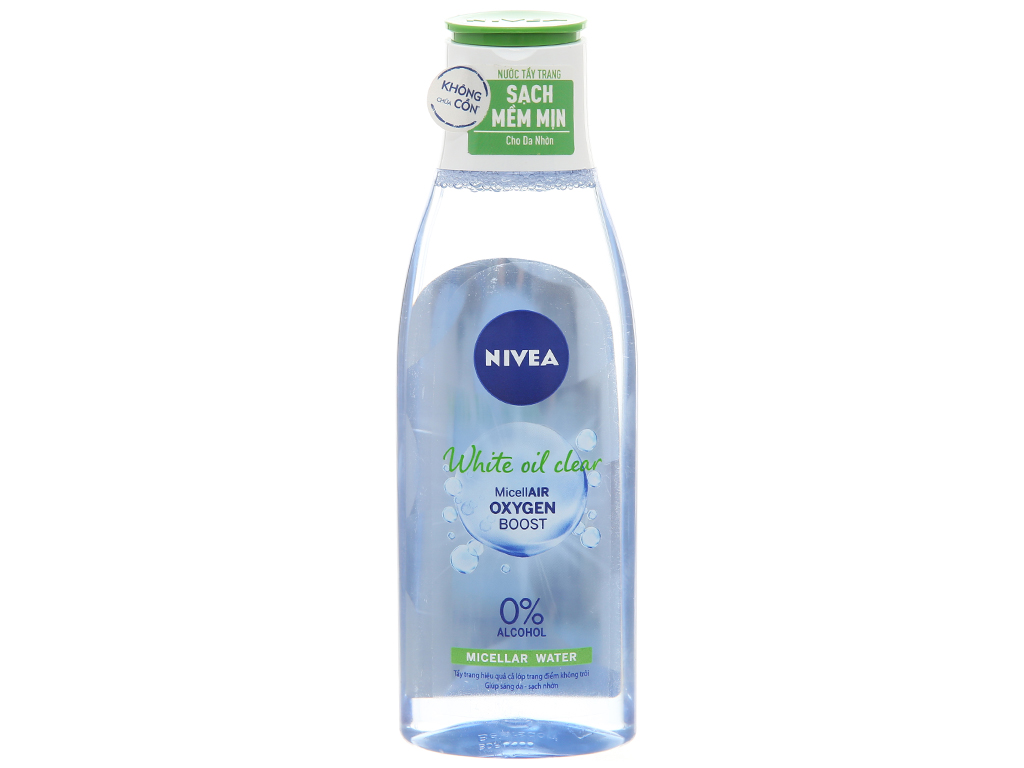 NIVEA
NƯỚC TẨY TRANG
SẠCH
MỀM MỊN
Cho Da Nhờn
KHÔNG
CHỨA CỒN*
NIVEA
White oil clear
MicellAIR
OXYGEN
BOOST
0%
ALCOHOL
MICELLAR WATER
Tẩy trang hiệu quả cả lớp trang điểm không trôi
Giúp sáng da - sạch nhờn